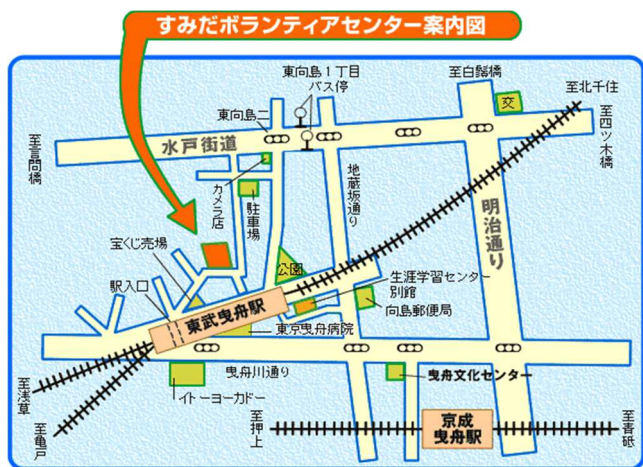 すみだボランティアセンター案内図
東向島1丁目
バス停
至白鬚橋
至北千住
交
東向島二
至四ツ木橋
至言問橋
水戸街道
カメラ店
駐車場
地蔵坂通り
明治通り
宝くじ売場
公園
生涯学習センター
別館
駅入口
東武曳舟駅
向島郵便局
東京曳舟病院
曳舟川通り
曳舟文化センター
イトーヨーカドー
至浅草
至亀戸
至押上
京成
曳舟駅
至青砥